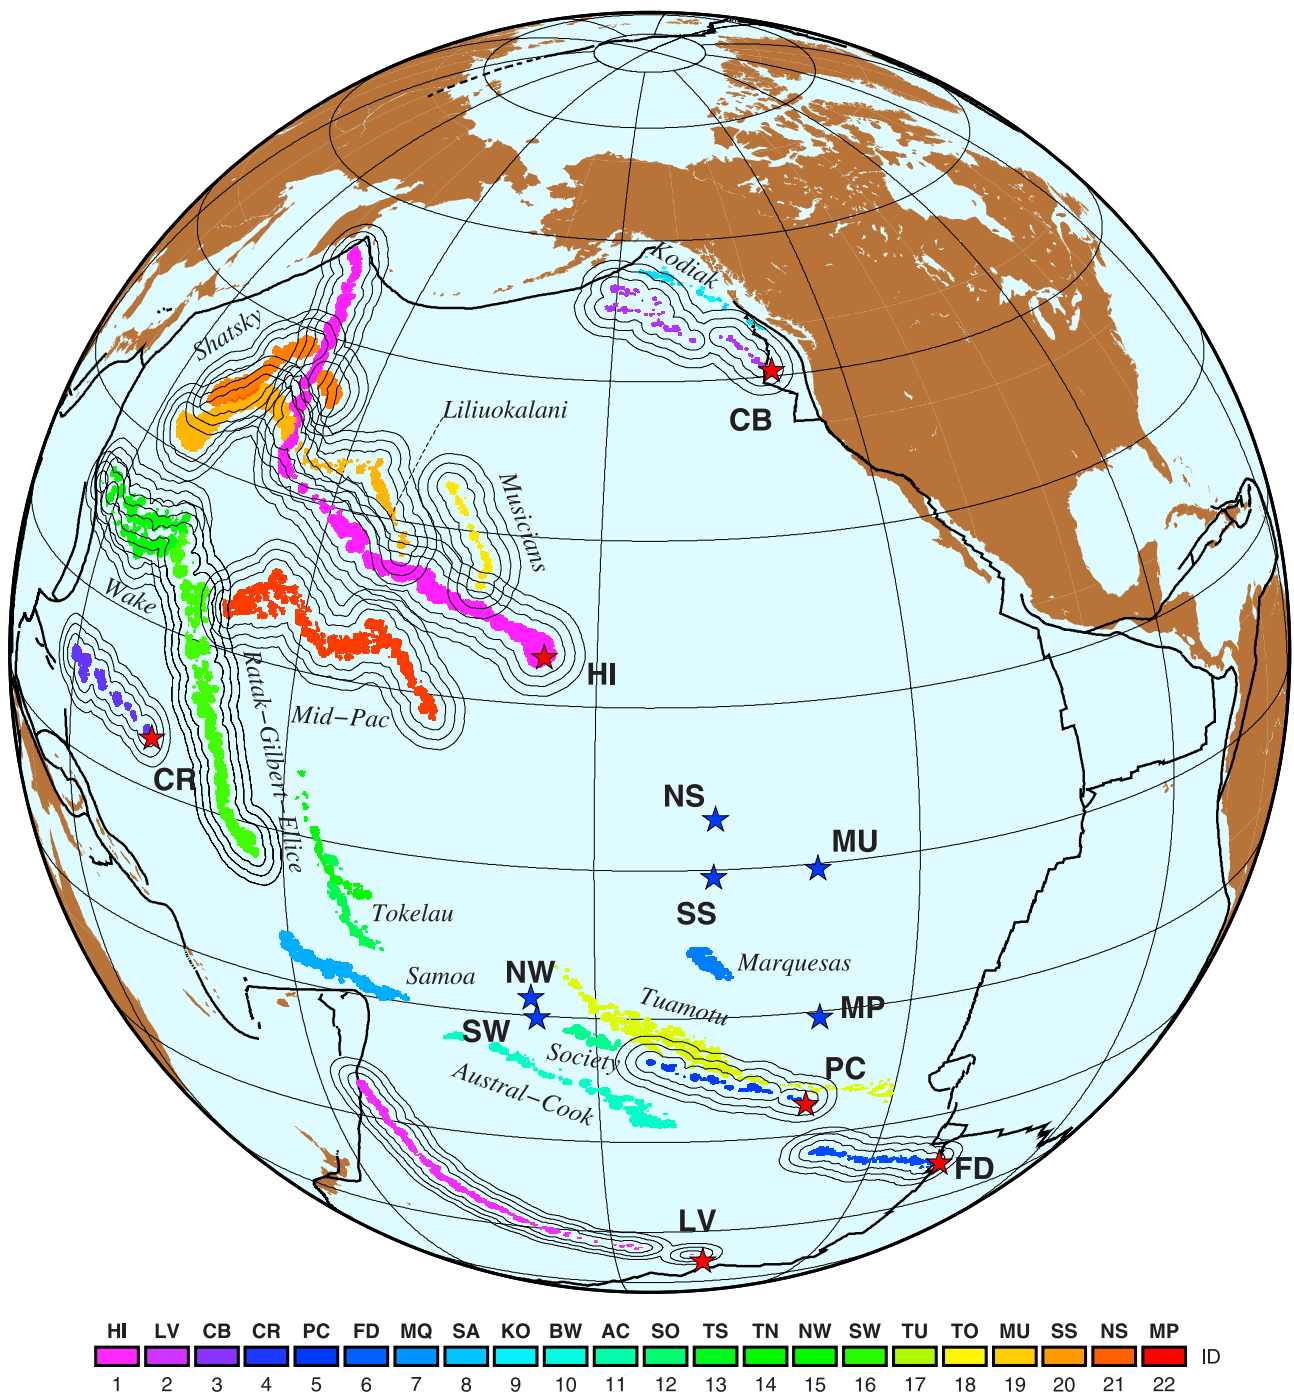 Kodiak
Shatsky
CB
Liliuokalani
Musicians
Wake
HI
Ratak-Gilbert-Ellice
Mid-Pac
CR
NS
MU
SS
Tokelau
Marquesas
Samoa
NW
Tuamotu
MP
SW
Society
PC
Austral-Cook
FD
LV
HI LV CB CR PC FD MQ SA KO BW AC SO TS TN NW SW TU TO MU SS NS MP
ID
1 2 3 4 5 6 7 8 9 10 11 12 13 14 15 16 17 18 19 20 21 22